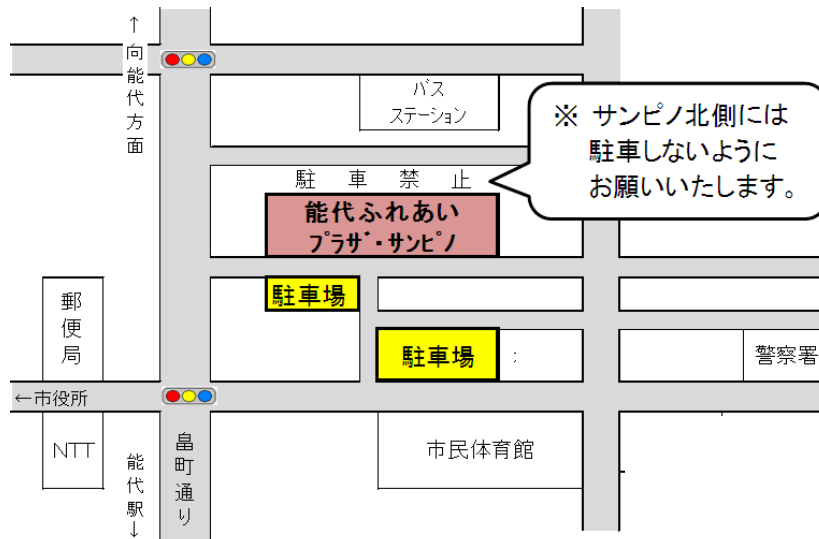 ↑向能代方面
バス
ステーション
※ サンピノ北側には
駐車しないように
お願いいたします。
駐車禁止
能代ふれあい
プラザ・サンピノ
駐車場
郵便局
駐車場
警察署
←市役所
NTT
能代駅↓
畠町通り
市民体育館